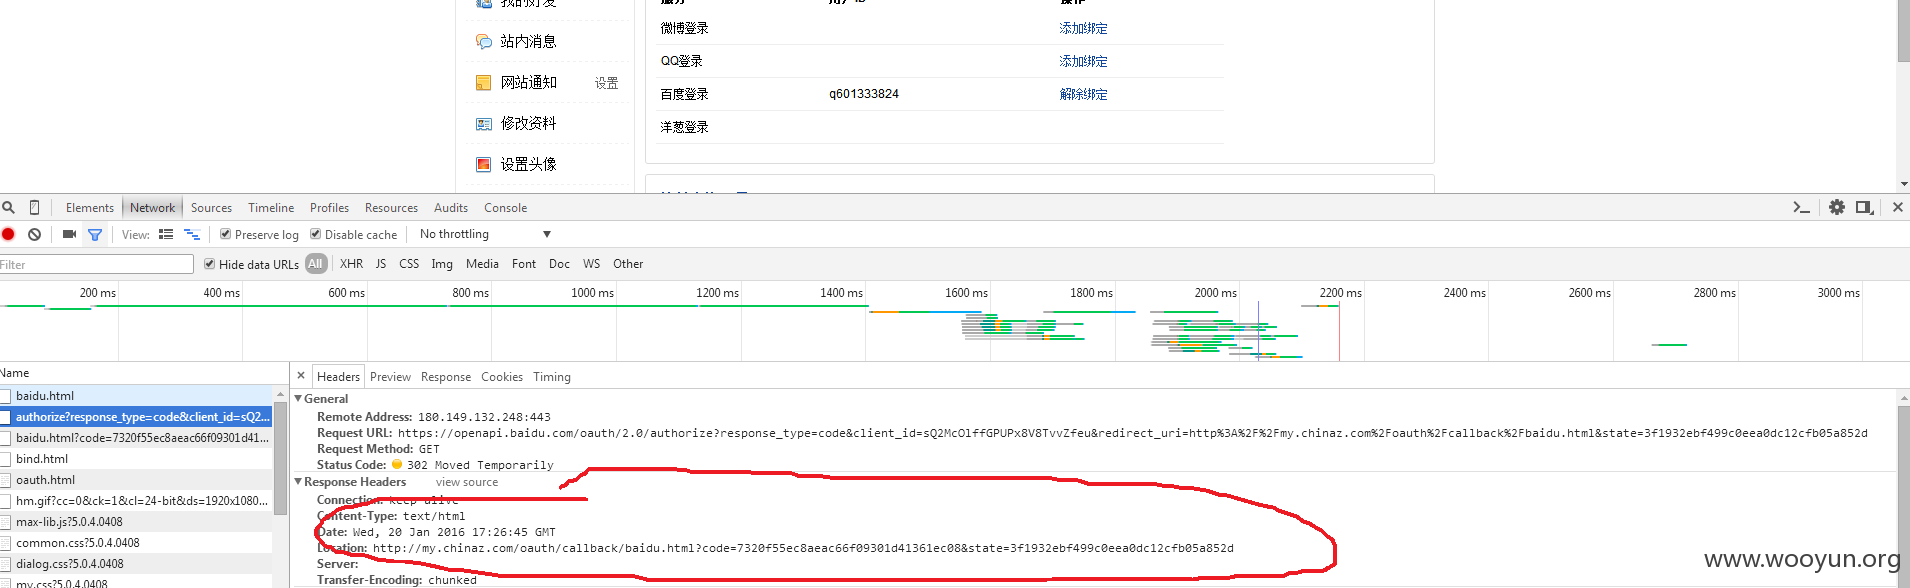 我的好友
站内消息
网站通知 设置
修改资料
设置头像
微博登录 添加绑定
QQ登录 添加绑定
百度登录 q601333824 解除绑定
洋葱登录
Elements Network Sources Timeline Profiles Resources Audits Console
View: Preserve log Disable cache No throttling
Filter Hide data URLs All XHR JS CSS Img Media Font Doc WS Other
200 ms 400 ms 600 ms 800 ms 1000 ms 1200 ms 1400 ms 1600 ms 1800 ms 2000 ms 2200 ms 2400 ms 2600 ms 2800 ms 3000 ms
Name
baidu.html
authorize?response_type=code&client_id=sQ2...
baidu.html?code=7320f55ec8aeac66f09301d41...
bind.html
oauth.html
hm.gif?cc=0&ck=1&cl=24-bit&ds=1920x1080...
max-lib.js?5.0.4.0408
common.css?5.0.4.0408
dialog.css?5.0.4.0408
my.css?5.0.4.0408
× Headers Preview Response Cookies Timing
General
Remote Address: 180.149.132.248:443
Request URL: https://openapi.baidu.com/oauth/2.0/authorize?response_type=code&client_id=sQ2McOlffGPUPx8V8TvvZfeu&redirect_uri=http%3A%2F%2Fmy.chinaz.com%2Foauth%2Fcallback%2Fbaidu.html&state=3f1932ebf499c0eea0dc12cfb05a852d
Request Method: GET
Status Code: 302 Moved Temporarily
Response Headers view source
Connection: keep-alive
Content-Type: text/html
Date: Wed, 20 Jan 2016 17:26:45 GMT
Location: http://my.chinaz.com/oauth/callback/baidu.html?code=7320f55ec8aeac66f09301d41361ec08&state=3f1932ebf499c0eea0dc12cfb05a852d
Server:
Transfer-Encoding: chunked
www.wooyun.org